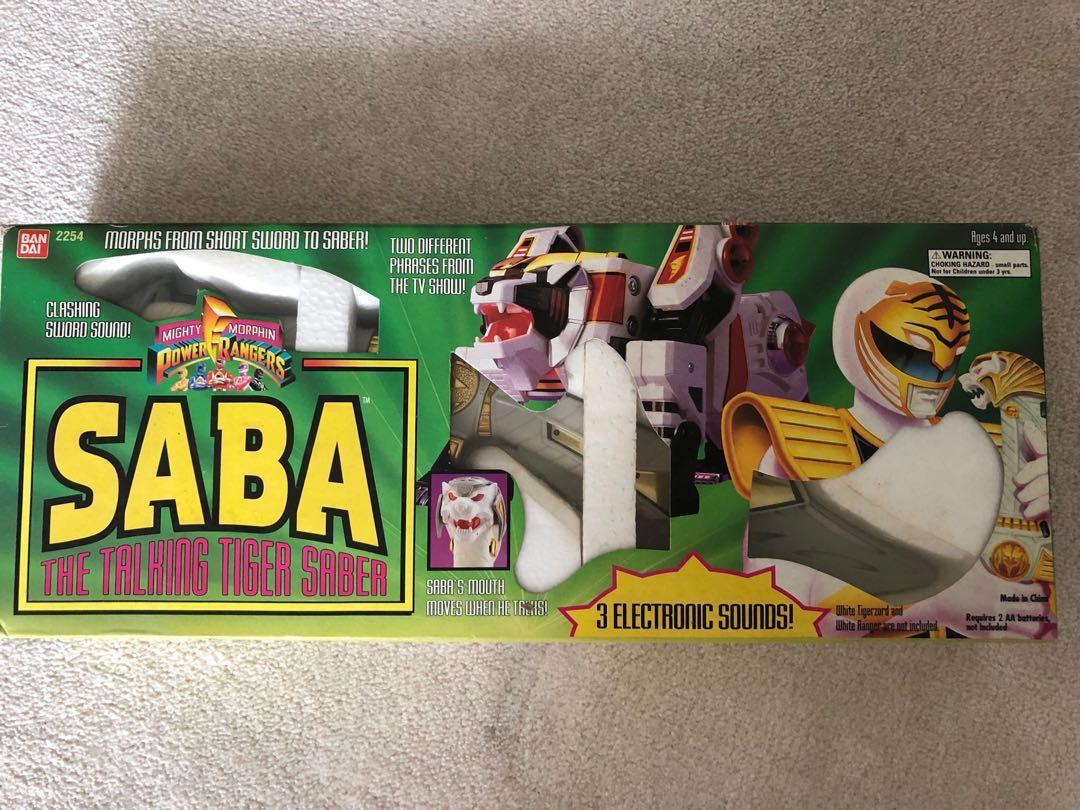 BAN
DAI
2254
MORPHS FROM SHORT SWORD TO SABER!
TWO DIFFERENT
PHRASES FROM
THE TV SHOW!
CLASHING
SWORD SOUND!
MIGHTY MORPHIN
POWER RANGERS
SABA™
THE TALKING TIGER SABER
SABA'S MOUTH
MOVES WHEN HE TALKS!
3 ELECTRONIC SOUNDS!
Ages 4 and up.
⚠WARNING:
CHOKING HAZARD - small parts.
Not for Children under 3 yrs.
White Tigerzord and
White Ranger are not included.
Made in China
Requires 2 AA batteries,
not included